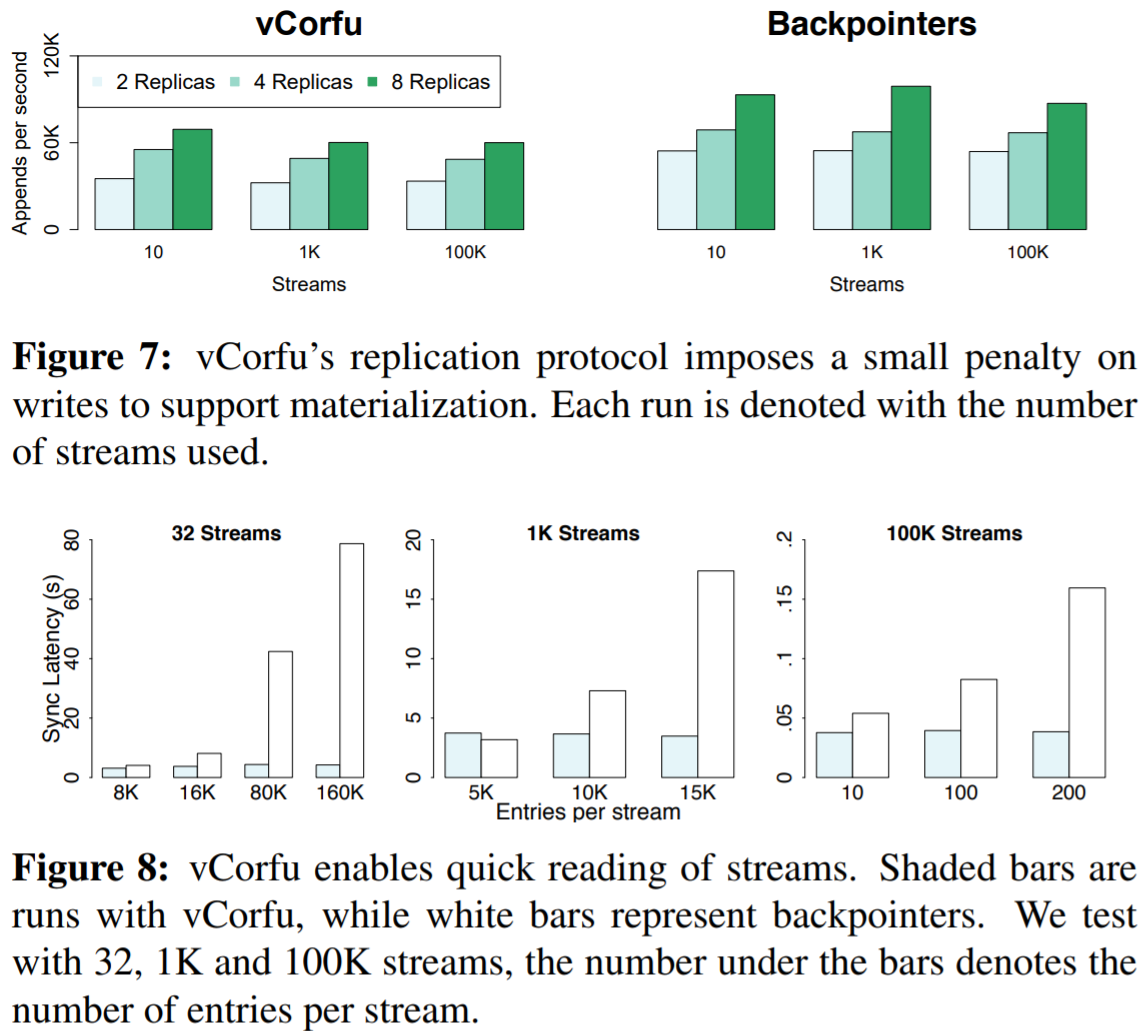 vCorfu
Backpointers
Appends per second
0 60K 120K
2 Replicas 4 Replicas 8 Replicas
10 1K 100K
Streams
10 1K 100K
Streams
Figure 7: vCorfu's replication protocol imposes a small penalty on
writes to support materialization. Each run is denoted with the number
of streams used.
32 Streams
Sync Latency (s)
0 20 40 60 80
8K 16K 80K 160K
1K Streams
0 5 10 15 20
5K 10K 15K
Entries per stream
100K Streams
0 .05 .1 .15 .2
10 100 200
Figure 8: vCorfu enables quick reading of streams. Shaded bars are
runs with vCorfu, while white bars represent backpointers. We test
with 32, 1K and 100K streams, the number under the bars denotes the
number of entries per stream.